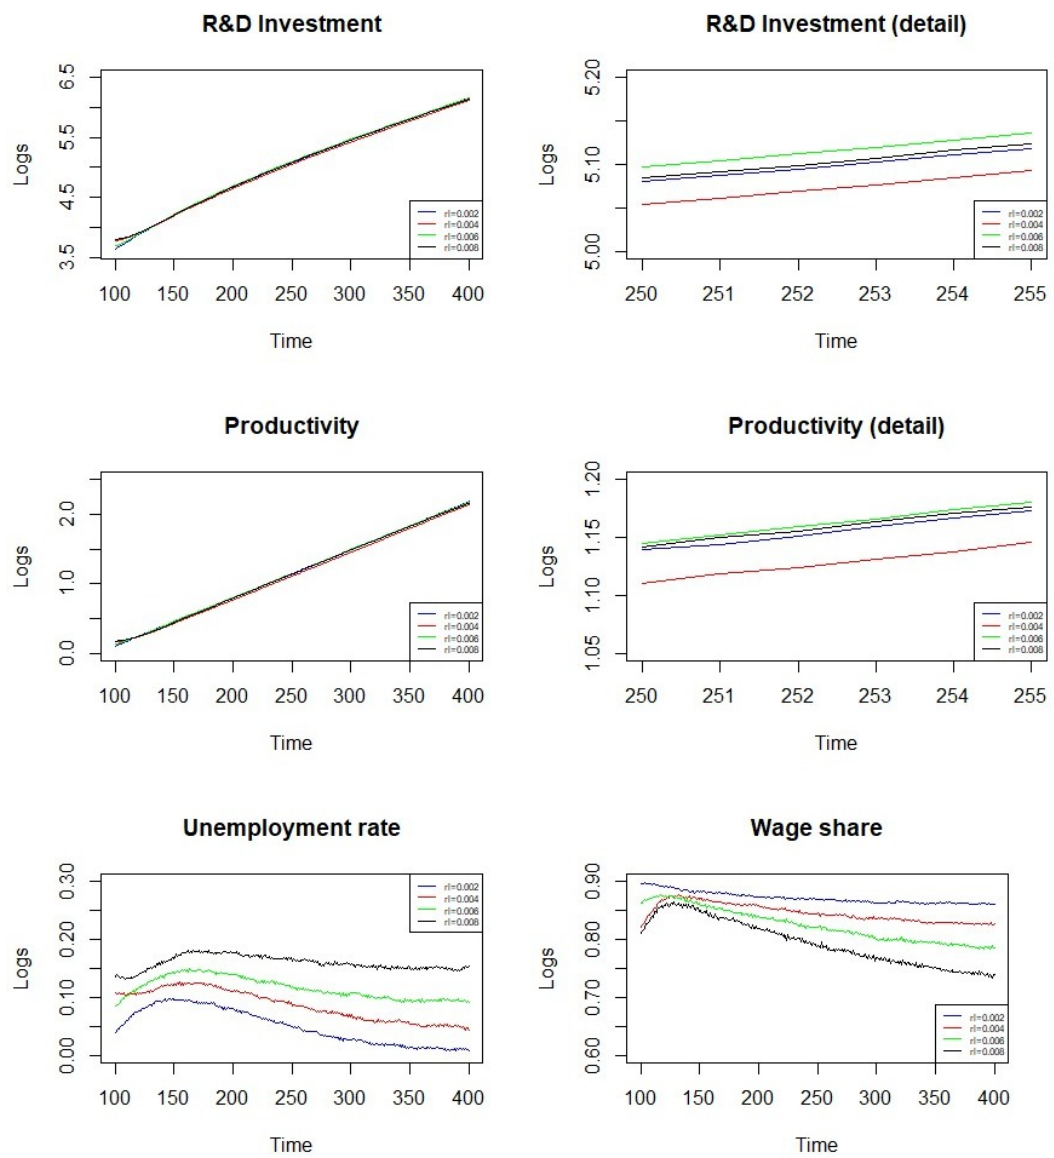 R&D Investment
6.5
5.5
4.5
3.5
Logs
rl=0.002
rl=0.004
rl=0.006
rl=0.008
100 150 200 250 300 350 400
Time
R&D Investment (detail)
5.20
5.10
5.00
Logs
rl=0.002
rl=0.004
rl=0.006
rl=0.008
250 251 252 253 254 255
Time
Productivity
2.0
1.0
0.0
Logs
rl=0.002
rl=0.004
rl=0.006
rl=0.008
100 150 200 250 300 350 400
Time
Productivity (detail)
1.20
1.15
1.10
1.05
Logs
rl=0.002
rl=0.004
rl=0.006
rl=0.008
250 251 252 253 254 255
Time
Unemployment rate
0.30
0.20
0.10
0.00
Logs
rl=0.002
rl=0.004
rl=0.006
rl=0.008
100 150 200 250 300 350 400
Time
Wage share
0.90
0.80
0.70
0.60
Logs
rl=0.002
rl=0.004
rl=0.006
rl=0.008
100 150 200 250 300 350 400
Time